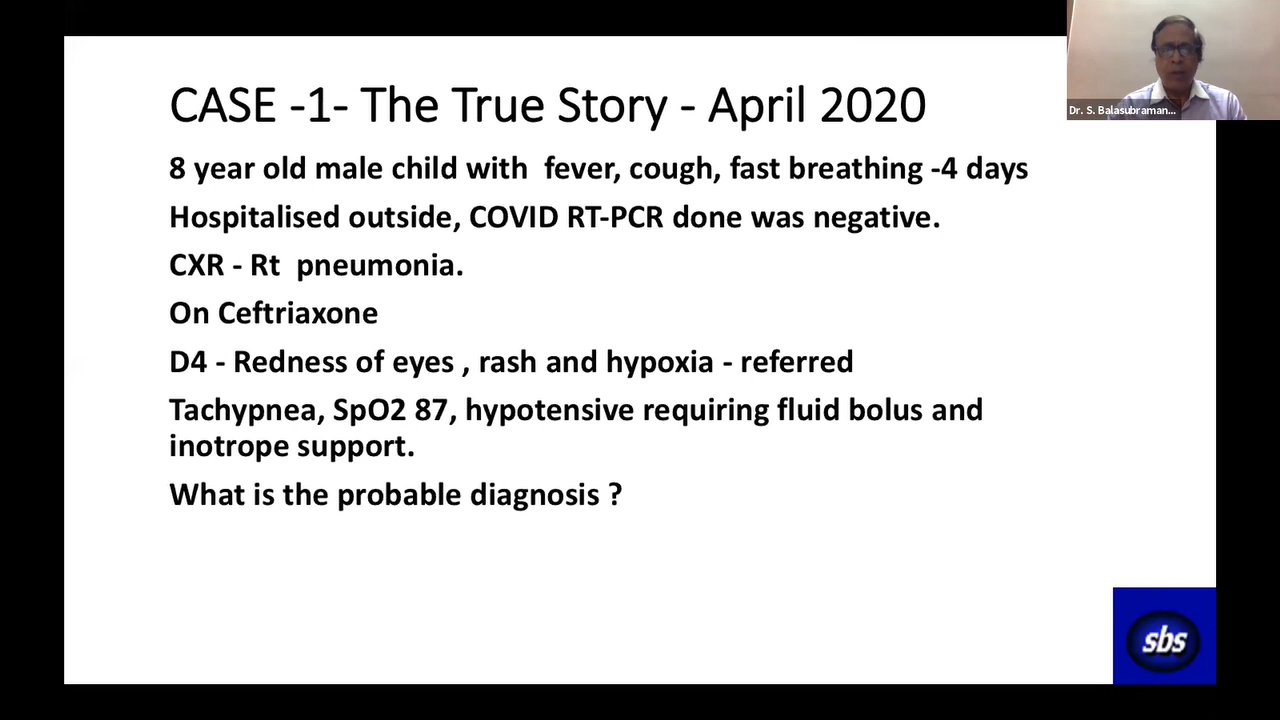 Dr. S. Balasubraman...
CASE -1- The True Story - April 2020
8 year old male child with fever, cough, fast breathing -4 days
Hospitalised outside, COVID RT-PCR done was negative.
CXR - Rt pneumonia.
On Ceftriaxone
D4 - Redness of eyes , rash and hypoxia - referred
Tachypnea, SpO2 87, hypotensive requiring fluid bolus and
inotrope support.
What is the probable diagnosis ?
sbs